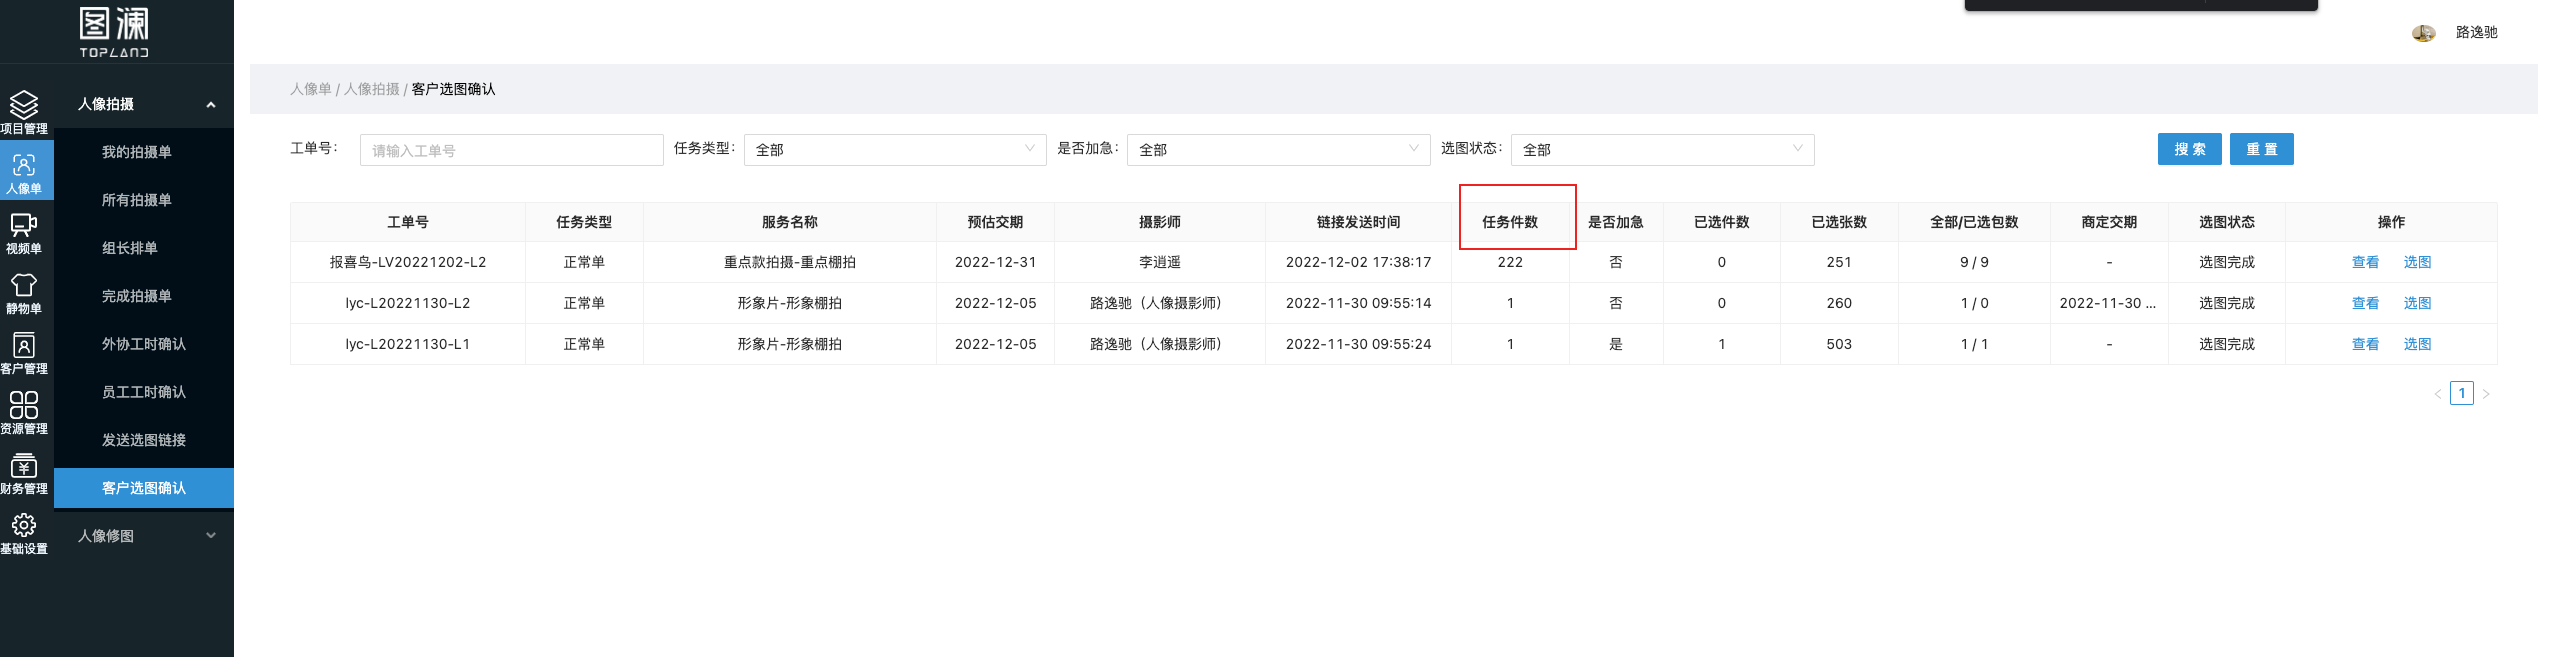 图澜
TOPLAND
路逸驰
项目管理
人像单
视频单
静物单
客户管理
资源管理
财务管理
基础设置
人像拍摄
我的拍摄单
所有拍摄单
组长排单
完成拍摄单
外协工时确认
员工工时确认
发送选图链接
客户选图确认
人像修图
人像单 / 人像拍摄 / 客户选图确认
工单号： 请输入工单号 任务类型： 全部 是否加急： 全部 选图状态： 全部 搜 索 重 置
工单号 任务类型 服务名称 预估交期 摄影师 链接发送时间 任务件数 是否加急 已选件数 已选张数 全部/已选包数 商定交期 选图状态 操作
报喜鸟-LV20221202-L2 正常单 重点款拍摄-重点棚拍 2022-12-31 李逍遥 2022-12-02 17:38:17 222 否 0 251 9 / 9 - 选图完成 查看 选图
lyc-L20221130-L2 正常单 形象片-形象棚拍 2022-12-05 路逸驰（人像摄影师） 2022-11-30 09:55:14 1 否 0 260 1 / 0 2022-11-30 ... 选图完成 查看 选图
lyc-L20221130-L1 正常单 形象片-形象棚拍 2022-12-05 路逸驰（人像摄影师） 2022-11-30 09:55:24 1 是 1 503 1 / 1 - 选图完成 查看 选图
< 1 >